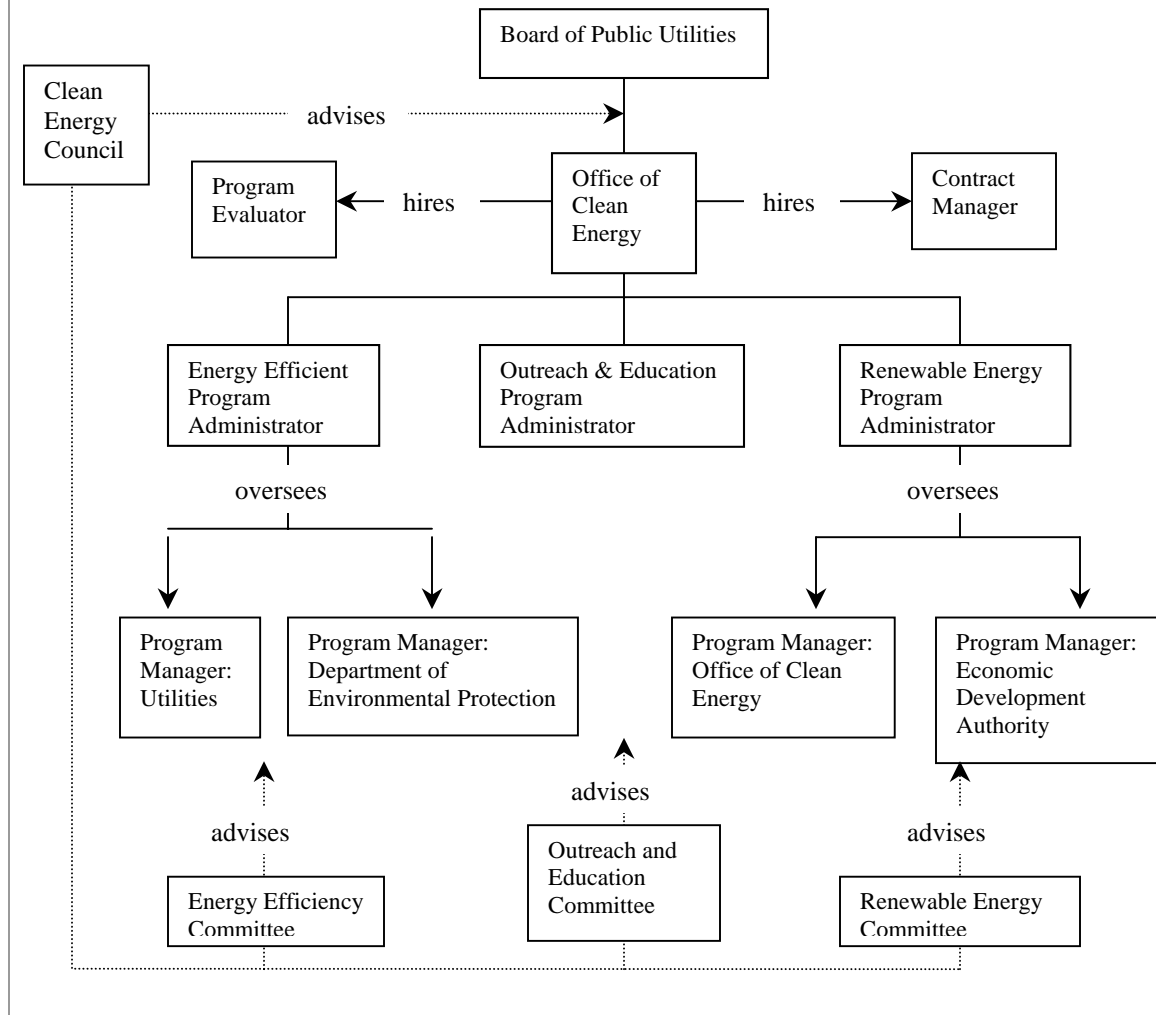 Board of Public Utilities
Clean
Energy
Council
advises
Program
Evaluator
hires
Office of
Clean
Energy
hires
Contract
Manager
Energy Efficient
Program
Administrator
Outreach & Education
Program
Administrator
Renewable Energy
Program
Administrator
oversees
oversees
Program
Manager:
Utilities
Program Manager:
Department of
Environmental Protection
Program Manager:
Office of Clean
Energy
Program Manager:
Economic
Development
Authority
advises
advises
advises
Energy Efficiency
Committee
Outreach and
Education
Committee
Renewable Energy
Committee